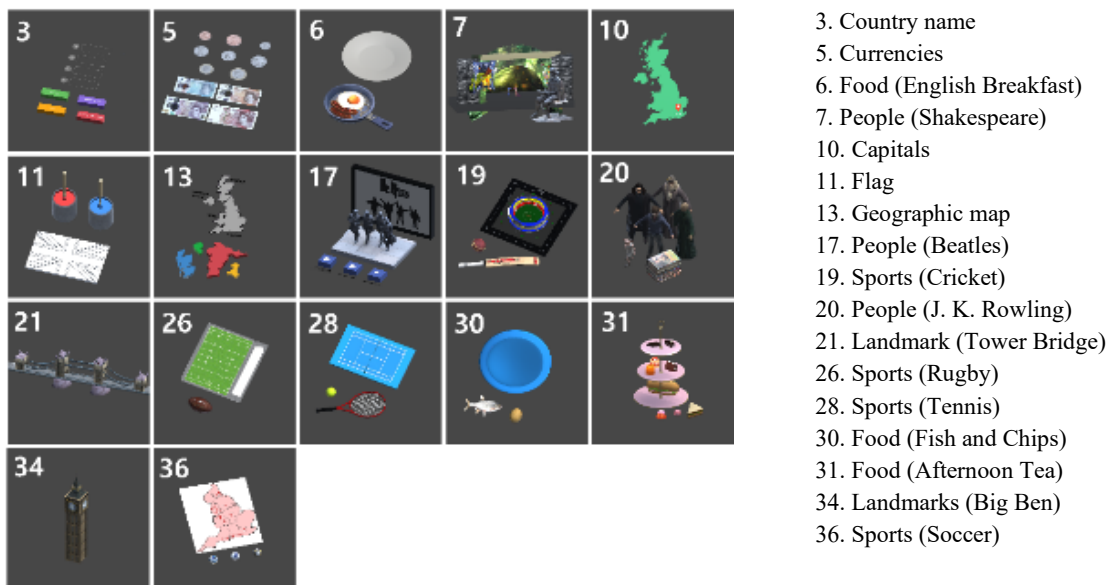 3
5
6
7
10
11
13
17
19
20
21
26
28
30
31
34
36
3. Country name
5. Currencies
6. Food (English Breakfast)
7. People (Shakespeare)
10. Capitals
11. Flag
13. Geographic map
17. People (Beatles)
19. Sports (Cricket)
20. People (J. K. Rowling)
21. Landmark (Tower Bridge)
26. Sports (Rugby)
28. Sports (Tennis)
30. Food (Fish and Chips)
31. Food (Afternoon Tea)
34. Landmarks (Big Ben)
36. Sports (Soccer)